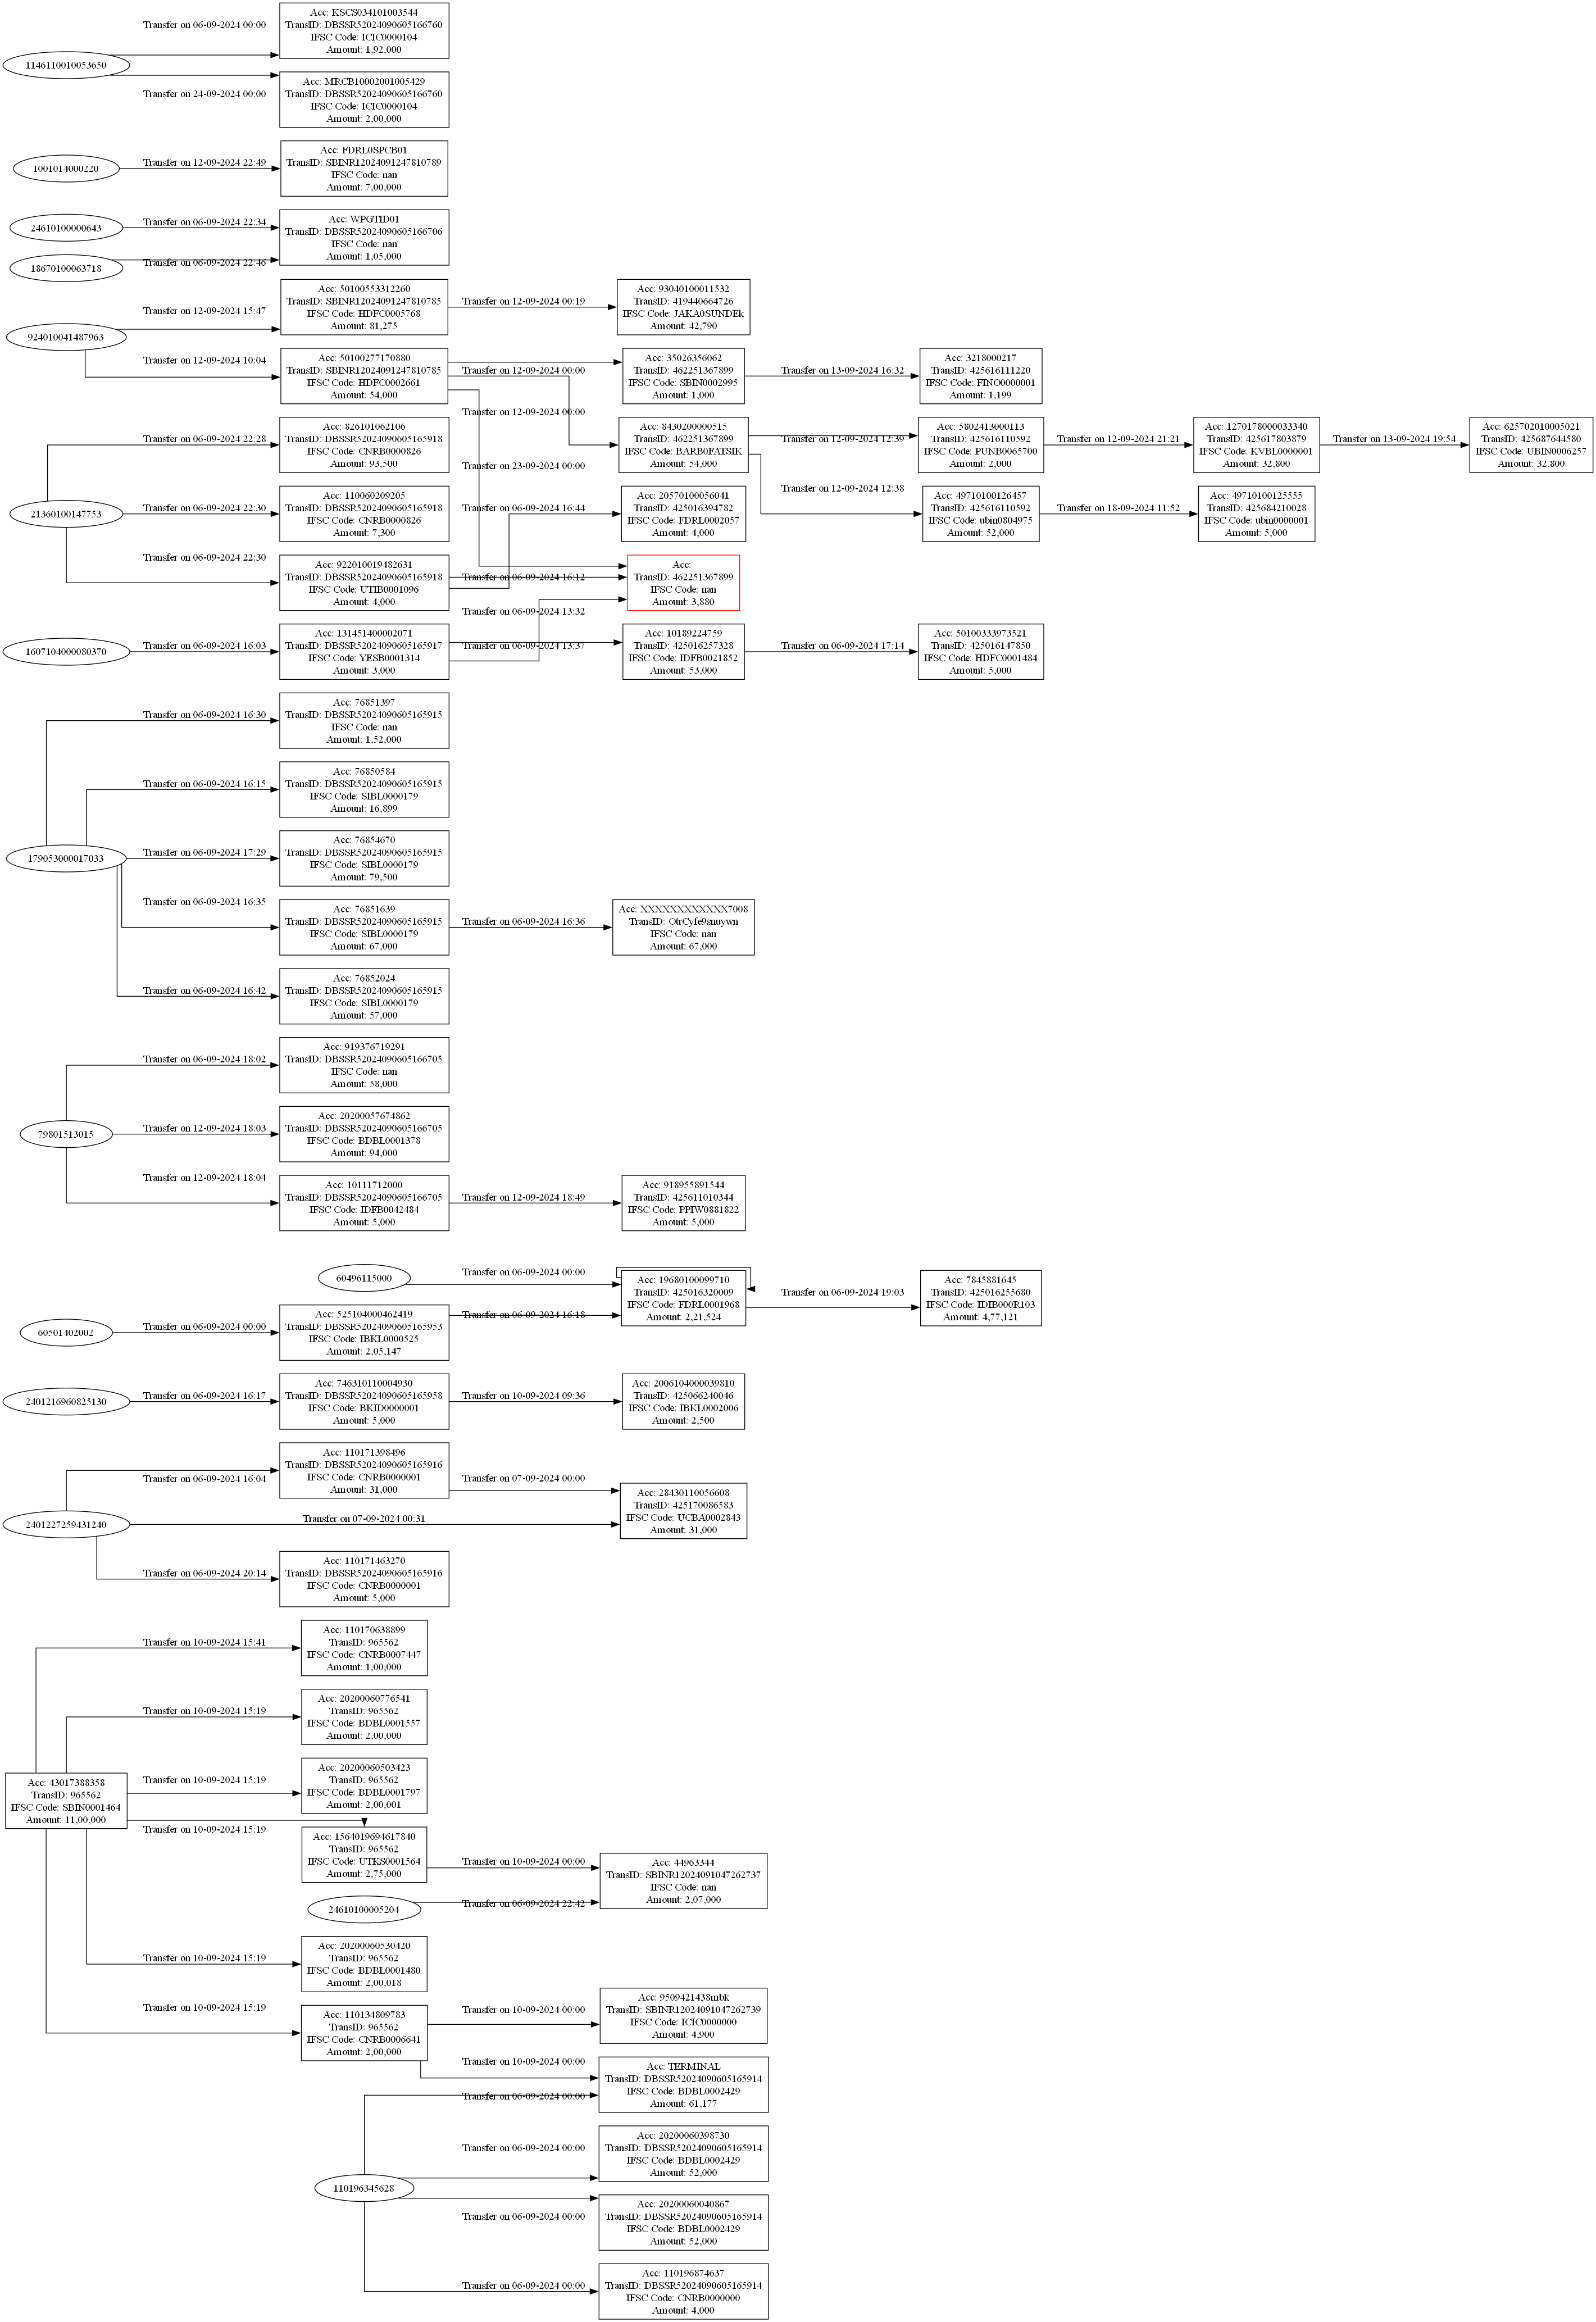 Transfer on 06-09-2024 00:00
Acc: KSCS034101003544
TransID: DBSSR52024090605166760
IFSC Code: ICIC0000104
Amount: 1,92,000
1146110010053650
Transfer on 24-09-2024 00:00
Acc: MRCB10002001005429
TransID: DBSSR52024090605166760
IFSC Code: ICIC0000104
Amount: 2,00,000
1001014000220
Transfer on 12-09-2024 22:49
Acc: FDRL0SPCB01
TransID: SBINR12024091247810789
IFSC Code: nan
Amount: 7,00,000
24610100000643
Transfer on 06-09-2024 22:34
Acc: WPGTID01
TransID: DBSSR52024090605166706
IFSC Code: nan
Amount: 1,05,000
18670100063718
Transfer on 06-09-2024 22:46
924010041487963
Transfer on 12-09-2024 15:47
Acc: 50100553312260
TransID: SBINR12024091247810785
IFSC Code: HDFC0005768
Amount: 81,275
Transfer on 12-09-2024 00:19
Acc: 93040100011532
TransID: 419440664726
IFSC Code: JAKA0SUNDEk
Amount: 42,790
Transfer on 12-09-2024 10:04
Acc: 50100277170880
TransID: SBINR12024091247810785
IFSC Code: HDFC0002661
Amount: 54,000
Transfer on 12-09-2024 00:00
Acc: 35026356062
TransID: 462251367899
IFSC Code: SBIN0002995
Amount: 1,000
Transfer on 13-09-2024 16:32
Acc: 3218000217
TransID: 425616111220
IFSC Code: FINO0000001
Amount: 1,199
Transfer on 12-09-2024 00:00
Acc: 8430200000515
TransID: 462251367899
IFSC Code: BARB0FATSIK
Amount: 54,000
Transfer on 12-09-2024 12:39
Acc: 5802413000113
TransID: 425616110592
IFSC Code: PUNB0065700
Amount: 2,000
Transfer on 12-09-2024 21:21
Acc: 1270178000033340
TransID: 425617803879
IFSC Code: KVBL0000001
Amount: 32,800
Transfer on 13-09-2024 19:54
Acc: 625702010005021
TransID: 425687644580
IFSC Code: UBIN0006257
Amount: 32,800
Transfer on 23-09-2024 00:00
Transfer on 12-09-2024 12:38
Acc: 49710100126457
TransID: 425616110592
IFSC Code: ubin0804975
Amount: 52,000
Transfer on 18-09-2024 11:52
Acc: 49710100125555
TransID: 425684210028
IFSC Code: ubin0000001
Amount: 5,000
21360100147753
Transfer on 06-09-2024 22:28
Acc: 826101062106
TransID: DBSSR52024090605165918
IFSC Code: CNRB0000826
Amount: 93,500
Transfer on 06-09-2024 22:30
Acc: 110060209205
TransID: DBSSR52024090605165918
IFSC Code: CNRB0000826
Amount: 7,300
Transfer on 06-09-2024 16:44
Acc: 20570100056041
TransID: 425016394782
IFSC Code: FDRL0002057
Amount: 4,000
Transfer on 06-09-2024 22:30
Acc: 922010019482631
TransID: DBSSR52024090605165918
IFSC Code: UTIB0001096
Amount: 4,000
Transfer on 06-09-2024 16:12
Acc:
TransID: 462251367899
IFSC Code: nan
Amount: 3,880
Transfer on 06-09-2024 13:32
1607104000080370
Transfer on 06-09-2024 16:03
Acc: 131451400002071
TransID: DBSSR52024090605165917
IFSC Code: YESB0001314
Amount: 3,000
Transfer on 06-09-2024 13:37
Acc: 10189224759
TransID: 425016257328
IFSC Code: IDFB0021852
Amount: 53,000
Transfer on 06-09-2024 17:14
Acc: 50100333973521
TransID: 425016147850
IFSC Code: HDFC0001484
Amount: 5,000
179053000017033
Transfer on 06-09-2024 16:30
Acc: 76851397
TransID: DBSSR52024090605165915
IFSC Code: nan
Amount: 1,52,000
Transfer on 06-09-2024 16:15
Acc: 76850584
TransID: DBSSR52024090605165915
IFSC Code: SIBL0000179
Amount: 16,899
Transfer on 06-09-2024 17:29
Acc: 76854670
TransID: DBSSR52024090605165915
IFSC Code: SIBL0000179
Amount: 79,500
Transfer on 06-09-2024 16:35
Acc: 76851639
TransID: DBSSR52024090605165915
IFSC Code: SIBL0000179
Amount: 67,000
Transfer on 06-09-2024 16:36
Acc: XXXXXXXXXXXXX7008
TransID: OtrCyfe9snuywn
IFSC Code: nan
Amount: 67,000
Transfer on 06-09-2024 16:42
Acc: 76852024
TransID: DBSSR52024090605165915
IFSC Code: SIBL0000179
Amount: 57,000
79801513015
Transfer on 06-09-2024 18:02
Acc: 919376719291
TransID: DBSSR52024090605166705
IFSC Code: nan
Amount: 58,000
Transfer on 12-09-2024 18:03
Acc: 20200057674862
TransID: DBSSR52024090605166705
IFSC Code: BDBL0001378
Amount: 94,000
Transfer on 12-09-2024 18:04
Acc: 10111712000
TransID: DBSSR52024090605166705
IFSC Code: IDFB0042484
Amount: 5,000
Transfer on 12-09-2024 18:49
Acc: 918955891544
TransID: 425611010344
IFSC Code: PPIW0881822
Amount: 5,000
60496115000
Transfer on 06-09-2024 00:00
Acc: 19680100099710
TransID: 425016320009
IFSC Code: FDRL0001968
Amount: 2,21,524
Transfer on 06-09-2024 19:03
Acc: 7845881645
TransID: 425016255680
IFSC Code: IDIB000R103
Amount: 4,77,121
60501402002
Transfer on 06-09-2024 00:00
Acc: 525104000462419
TransID: DBSSR52024090605165953
IFSC Code: IBKL0000525
Amount: 2,05,147
Transfer on 06-09-2024 16:18
2401216960825130
Transfer on 06-09-2024 16:17
Acc: 746310110004930
TransID: DBSSR52024090605165958
IFSC Code: BKID0000001
Amount: 5,000
Transfer on 10-09-2024 09:36
Acc: 2006104000039810
TransID: 425066240046
IFSC Code: IBKL0002006
Amount: 2,500
2401227259431240
Transfer on 06-09-2024 16:04
Acc: 110171398496
TransID: DBSSR52024090605165916
IFSC Code: CNRB0000001
Amount: 31,000
Transfer on 07-09-2024 00:00
Acc: 28430110056608
TransID: 425170086583
IFSC Code: UCBA0002843
Amount: 31,000
Transfer on 07-09-2024 00:31
Transfer on 06-09-2024 20:14
Acc: 110171463270
TransID: DBSSR52024090605165916
IFSC Code: CNRB0000001
Amount: 5,000
Acc: 43017388358
TransID: 965562
IFSC Code: SBIN0001464
Amount: 11,00,000
Transfer on 10-09-2024 15:41
Acc: 110170638899
TransID: 965562
IFSC Code: CNRB0007447
Amount: 1,00,000
Transfer on 10-09-2024 15:19
Acc: 20200060776541
TransID: 965562
IFSC Code: BDBL0001557
Amount: 2,00,000
Transfer on 10-09-2024 15:19
Acc: 20200060503423
TransID: 965562
IFSC Code: BDBL0001797
Amount: 2,00,001
Transfer on 10-09-2024 15:19
Acc: 1564019694617840
TransID: 965562
IFSC Code: UTKS0001564
Amount: 2,75,000
Transfer on 10-09-2024 00:00
Acc: 44963344
TransID: SBINR12024091047262737
IFSC Code: nan
Amount: 2,07,000
24610100005204
Transfer on 06-09-2024 22:42
Transfer on 10-09-2024 15:19
Acc: 20200060530420
TransID: 965562
IFSC Code: BDBL0001480
Amount: 2,00,018
Transfer on 10-09-2024 15:19
Acc: 110134809783
TransID: 965562
IFSC Code: CNRB0006641
Amount: 2,00,000
Transfer on 10-09-2024 00:00
Acc: 9509421438mbk
TransID: SBINR12024091047262739
IFSC Code: ICIC0000000
Amount: 4,900
Transfer on 10-09-2024 00:00
Acc: TERMINAL
TransID: DBSSR52024090605165914
IFSC Code: BDBL0002429
Amount: 61,177
Transfer on 06-09-2024 00:00
110196345628
Transfer on 06-09-2024 00:00
Acc: 20200060398730
TransID: DBSSR52024090605165914
IFSC Code: BDBL0002429
Amount: 52,000
Transfer on 06-09-2024 00:00
Acc: 20200060040867
TransID: DBSSR52024090605165914
IFSC Code: BDBL0002429
Amount: 52,000
Transfer on 06-09-2024 00:00
Acc: 110196874637
TransID: DBSSR52024090605165914
IFSC Code: CNRB0000000
Amount: 4,000